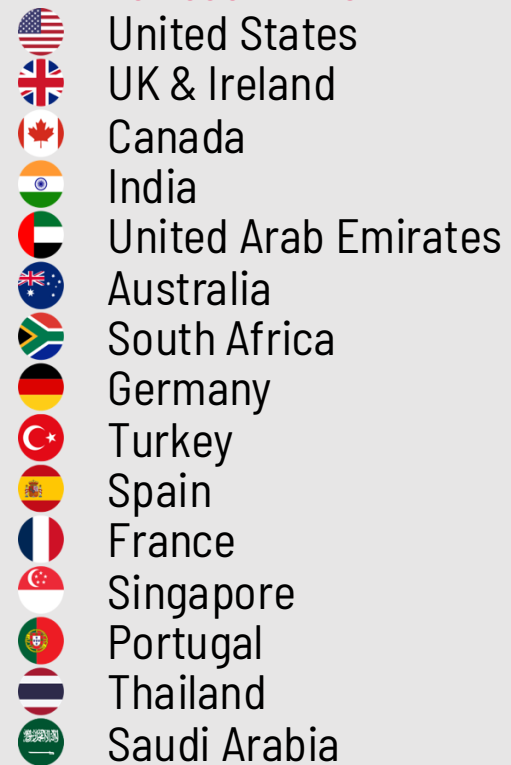 United States
UK & Ireland
Canada
India
United Arab Emirates
Australia
South Africa
Germany
Turkey
Spain
France
Singapore
Portugal
Thailand
Saudi Arabia